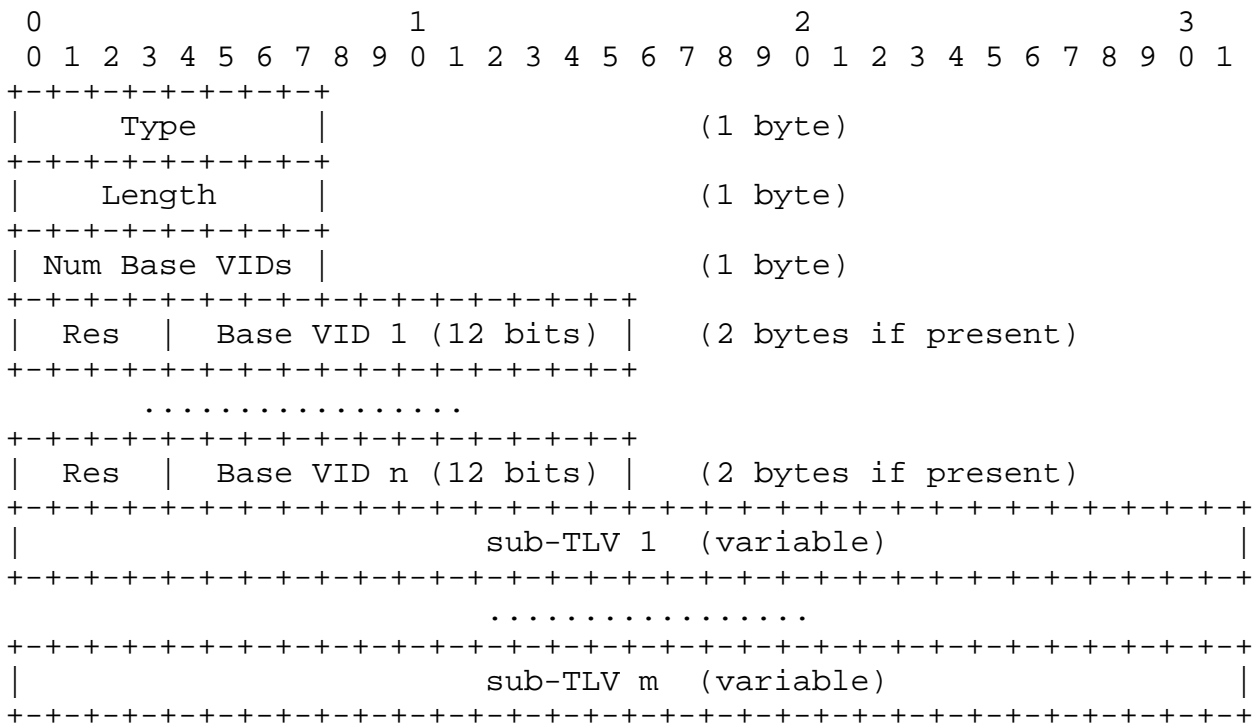 0                   1                   2                   3
 0 1 2 3 4 5 6 7 8 9 0 1 2 3 4 5 6 7 8 9 0 1 2 3 4 5 6 7 8 9 0 1
+-+-+-+-+-+-+-+-+
|     Type      |                   (1 byte)
+-+-+-+-+-+-+-+-+
|    Length     |                   (1 byte)
+-+-+-+-+-+-+-+-+
| Num Base VIDs |                   (1 byte)
+-+-+-+-+-+-+-+-+-+-+-+-+-+-+-+-+
|  Res  |  Base VID 1 (12 bits) |   (2 bytes if present)
+-+-+-+-+-+-+-+-+-+-+-+-+-+-+-+-+
       .................
+-+-+-+-+-+-+-+-+-+-+-+-+-+-+-+-+
|  Res  |  Base VID n (12 bits) |   (2 bytes if present)
+-+-+-+-+-+-+-+-+-+-+-+-+-+-+-+-+-+-+-+-+-+-+-+-+-+-+-+-+-+-+-+-+
|                        sub-TLV 1  (variable)                  |
+-+-+-+-+-+-+-+-+-+-+-+-+-+-+-+-+-+-+-+-+-+-+-+-+-+-+-+-+-+-+-+-+
                         .................
+-+-+-+-+-+-+-+-+-+-+-+-+-+-+-+-+-+-+-+-+-+-+-+-+-+-+-+-+-+-+-+-+
|                        sub-TLV m  (variable)                  |
+-+-+-+-+-+-+-+-+-+-+-+-+-+-+-+-+-+-+-+-+-+-+-+-+-+-+-+-+-+-+-+-+